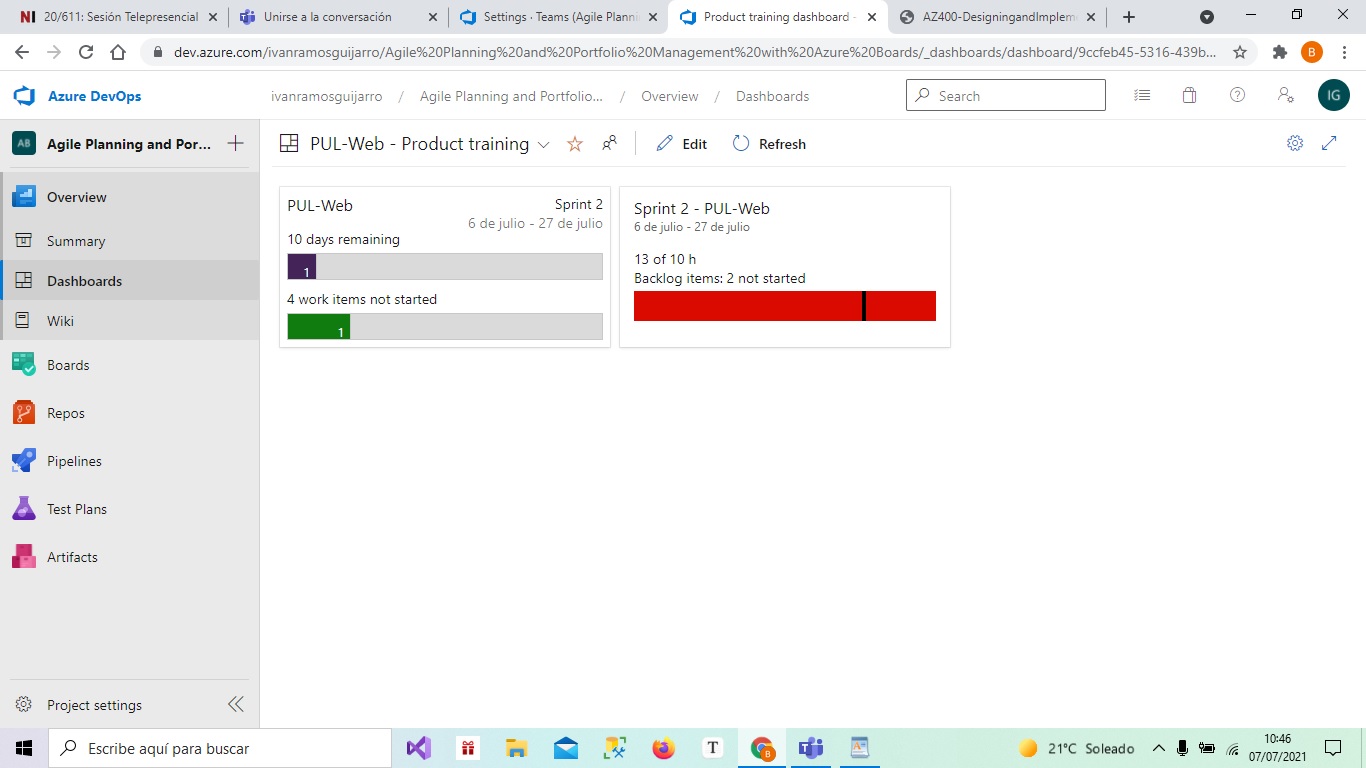 20/611: Sesión Telepresencial
Unirse a la conversación
Settings · Teams (Agile Planni
Product training dashboard -
AZ400-DesigningandImpleme
dev.azure.com/ivanramosguijarro/Agile%20Planning%20and%20Portfolio%20Management%20with%20Azure%20Boards/_dashboards/dashboard/9ccfeb45-5316-439b...
B
Azure DevOps
ivanramosguijarro / Agile Planning and Portfolio... / Overview / Dashboards
Search
IG
AB
Agile Planning and Por...
PUL-Web - Product training
Edit
Refresh
Overview
Summary
Dashboards
Wiki
Boards
Repos
Pipelines
Test Plans
Artifacts
Project settings
PUL-Web
Sprint 2
6 de julio - 27 de julio
10 days remaining
1
4 work items not started
1
Sprint 2 - PUL-Web
6 de julio - 27 de julio
13 of 10 h
Backlog items: 2 not started
Escribe aquí para buscar
T
B
21°C Soleado
10:46
07/07/2021